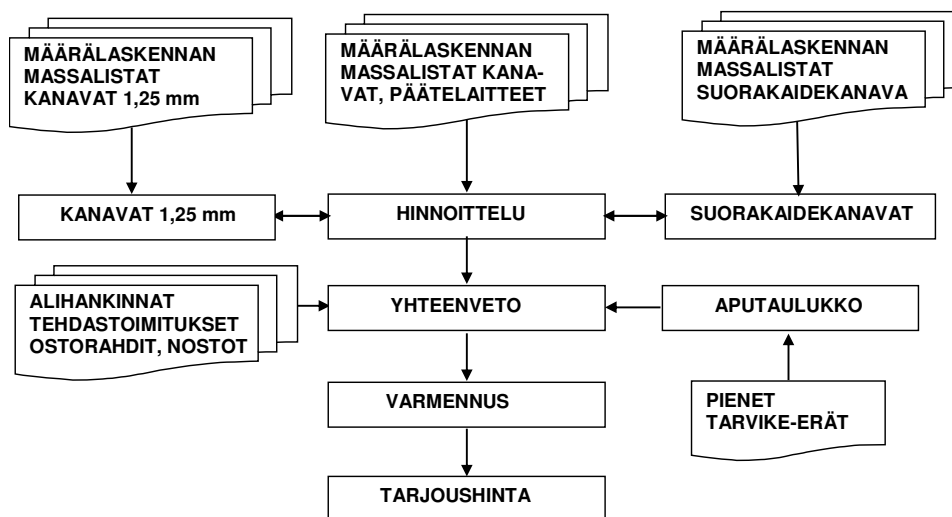 MÄÄRÄLASKENNAN
MASSALISTAT
KANAVAT 1,25 mm
MÄÄRÄLASKENNAN
MASSALISTAT KANA-
VAT, PÄÄTELAITTEET
MÄÄRÄLASKENNAN
MASSALISTAT
SUORAKAIDEKANAVA
KANAVAT 1,25 mm
HINNOITTELU
SUORAKAIDEKANAVAT
ALIHANKINNAT
TEHDASTOIMITUKSET
OSTORAHDIT, NOSTOT
YHTEENVETO
APUTAULUKKO
VARMENNUS
PIENET
TARVIKE-ERÄT
TARJOUSHINTA